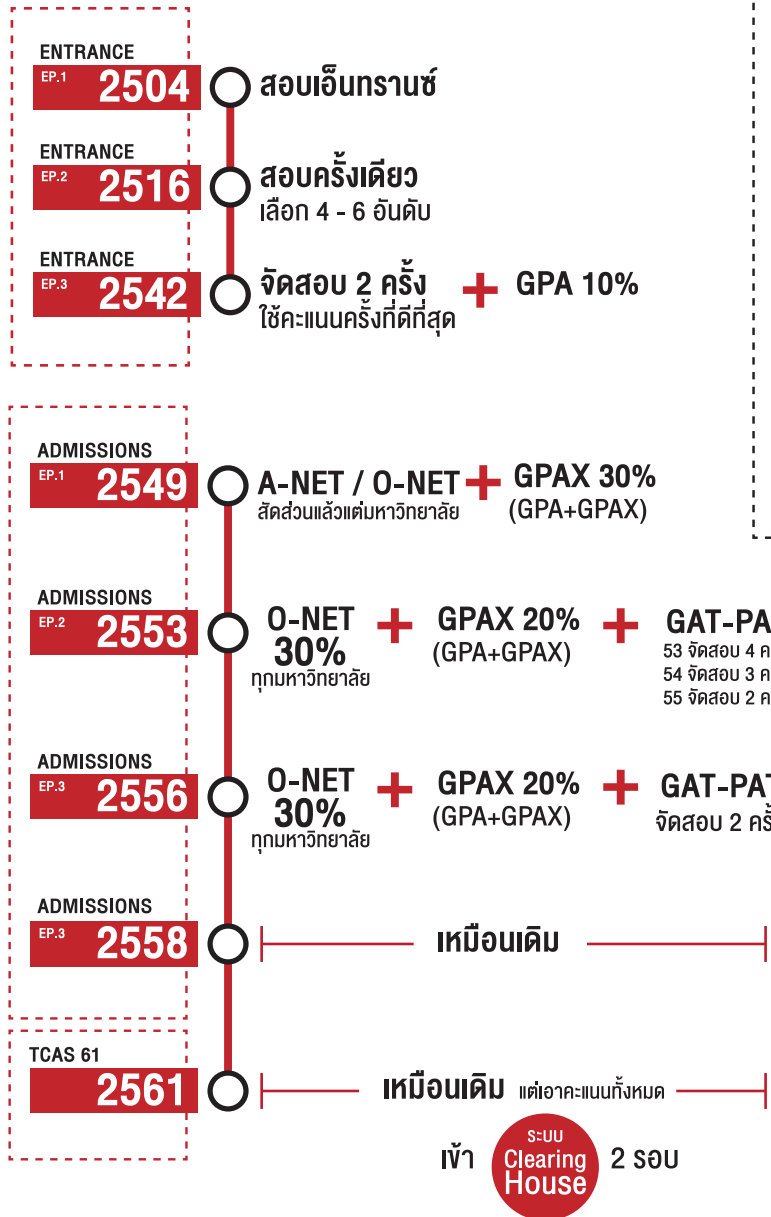 ENTRANCE
EP.1 2504 สอบเอ็นทรานซ์
ENTRANCE
EP.2 2516 สอบครั้งเดียว
เลือก 4 - 6 อันดับ
ENTRANCE
EP.3 2542 จัดสอบ 2 ครั้ง + GPA 10%
ใช้คะแนนครั้งที่ดีที่สุด
ADMISSIONS
EP.1 2549 A-NET / O-NET + GPAX 30%
สัดส่วนแล้วแต่มหาวิทยาลัย (GPA+GPAX)
ADMISSIONS
EP.2 2553 O-NET + GPAX 20% + GAT-PA
30% (GPA+GPAX) 53 จัดสอบ 4 ค
ทุกมหาวิทยาลัย 54 จัดสอบ 3 ค
55 จัดสอบ 2 ค
ADMISSIONS
EP.3 2556 O-NET + GPAX 20% + GAT-PAT
30% (GPA+GPAX) จัดสอบ 2 ครั้
ทุกมหาวิทยาลัย
ADMISSIONS
EP.3 2558 เหมือนเดิม
TCAS 61
2561 เหมือนเดิม แต่เอาคะแนนทั้งหมด
เข้า ระบบ Clearing House 2 รอบ